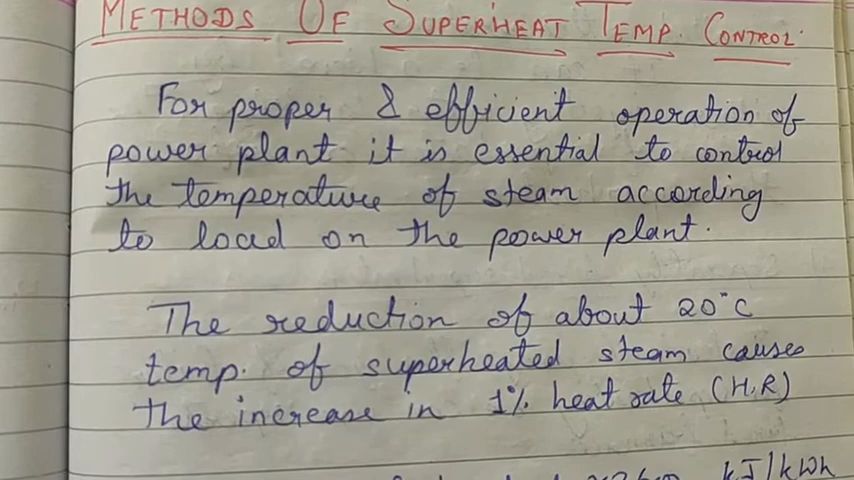 METHODS OF SUPERHEAT TEMP. CONTROL.
For proper & efficient operation of
power plant it is essential to control
the temperature of steam according
to load on the power plant.
The reduction of about 20°C
temp. of superheated steam causes
the increase in 1% heat rate (H.R)
kJ/kWh